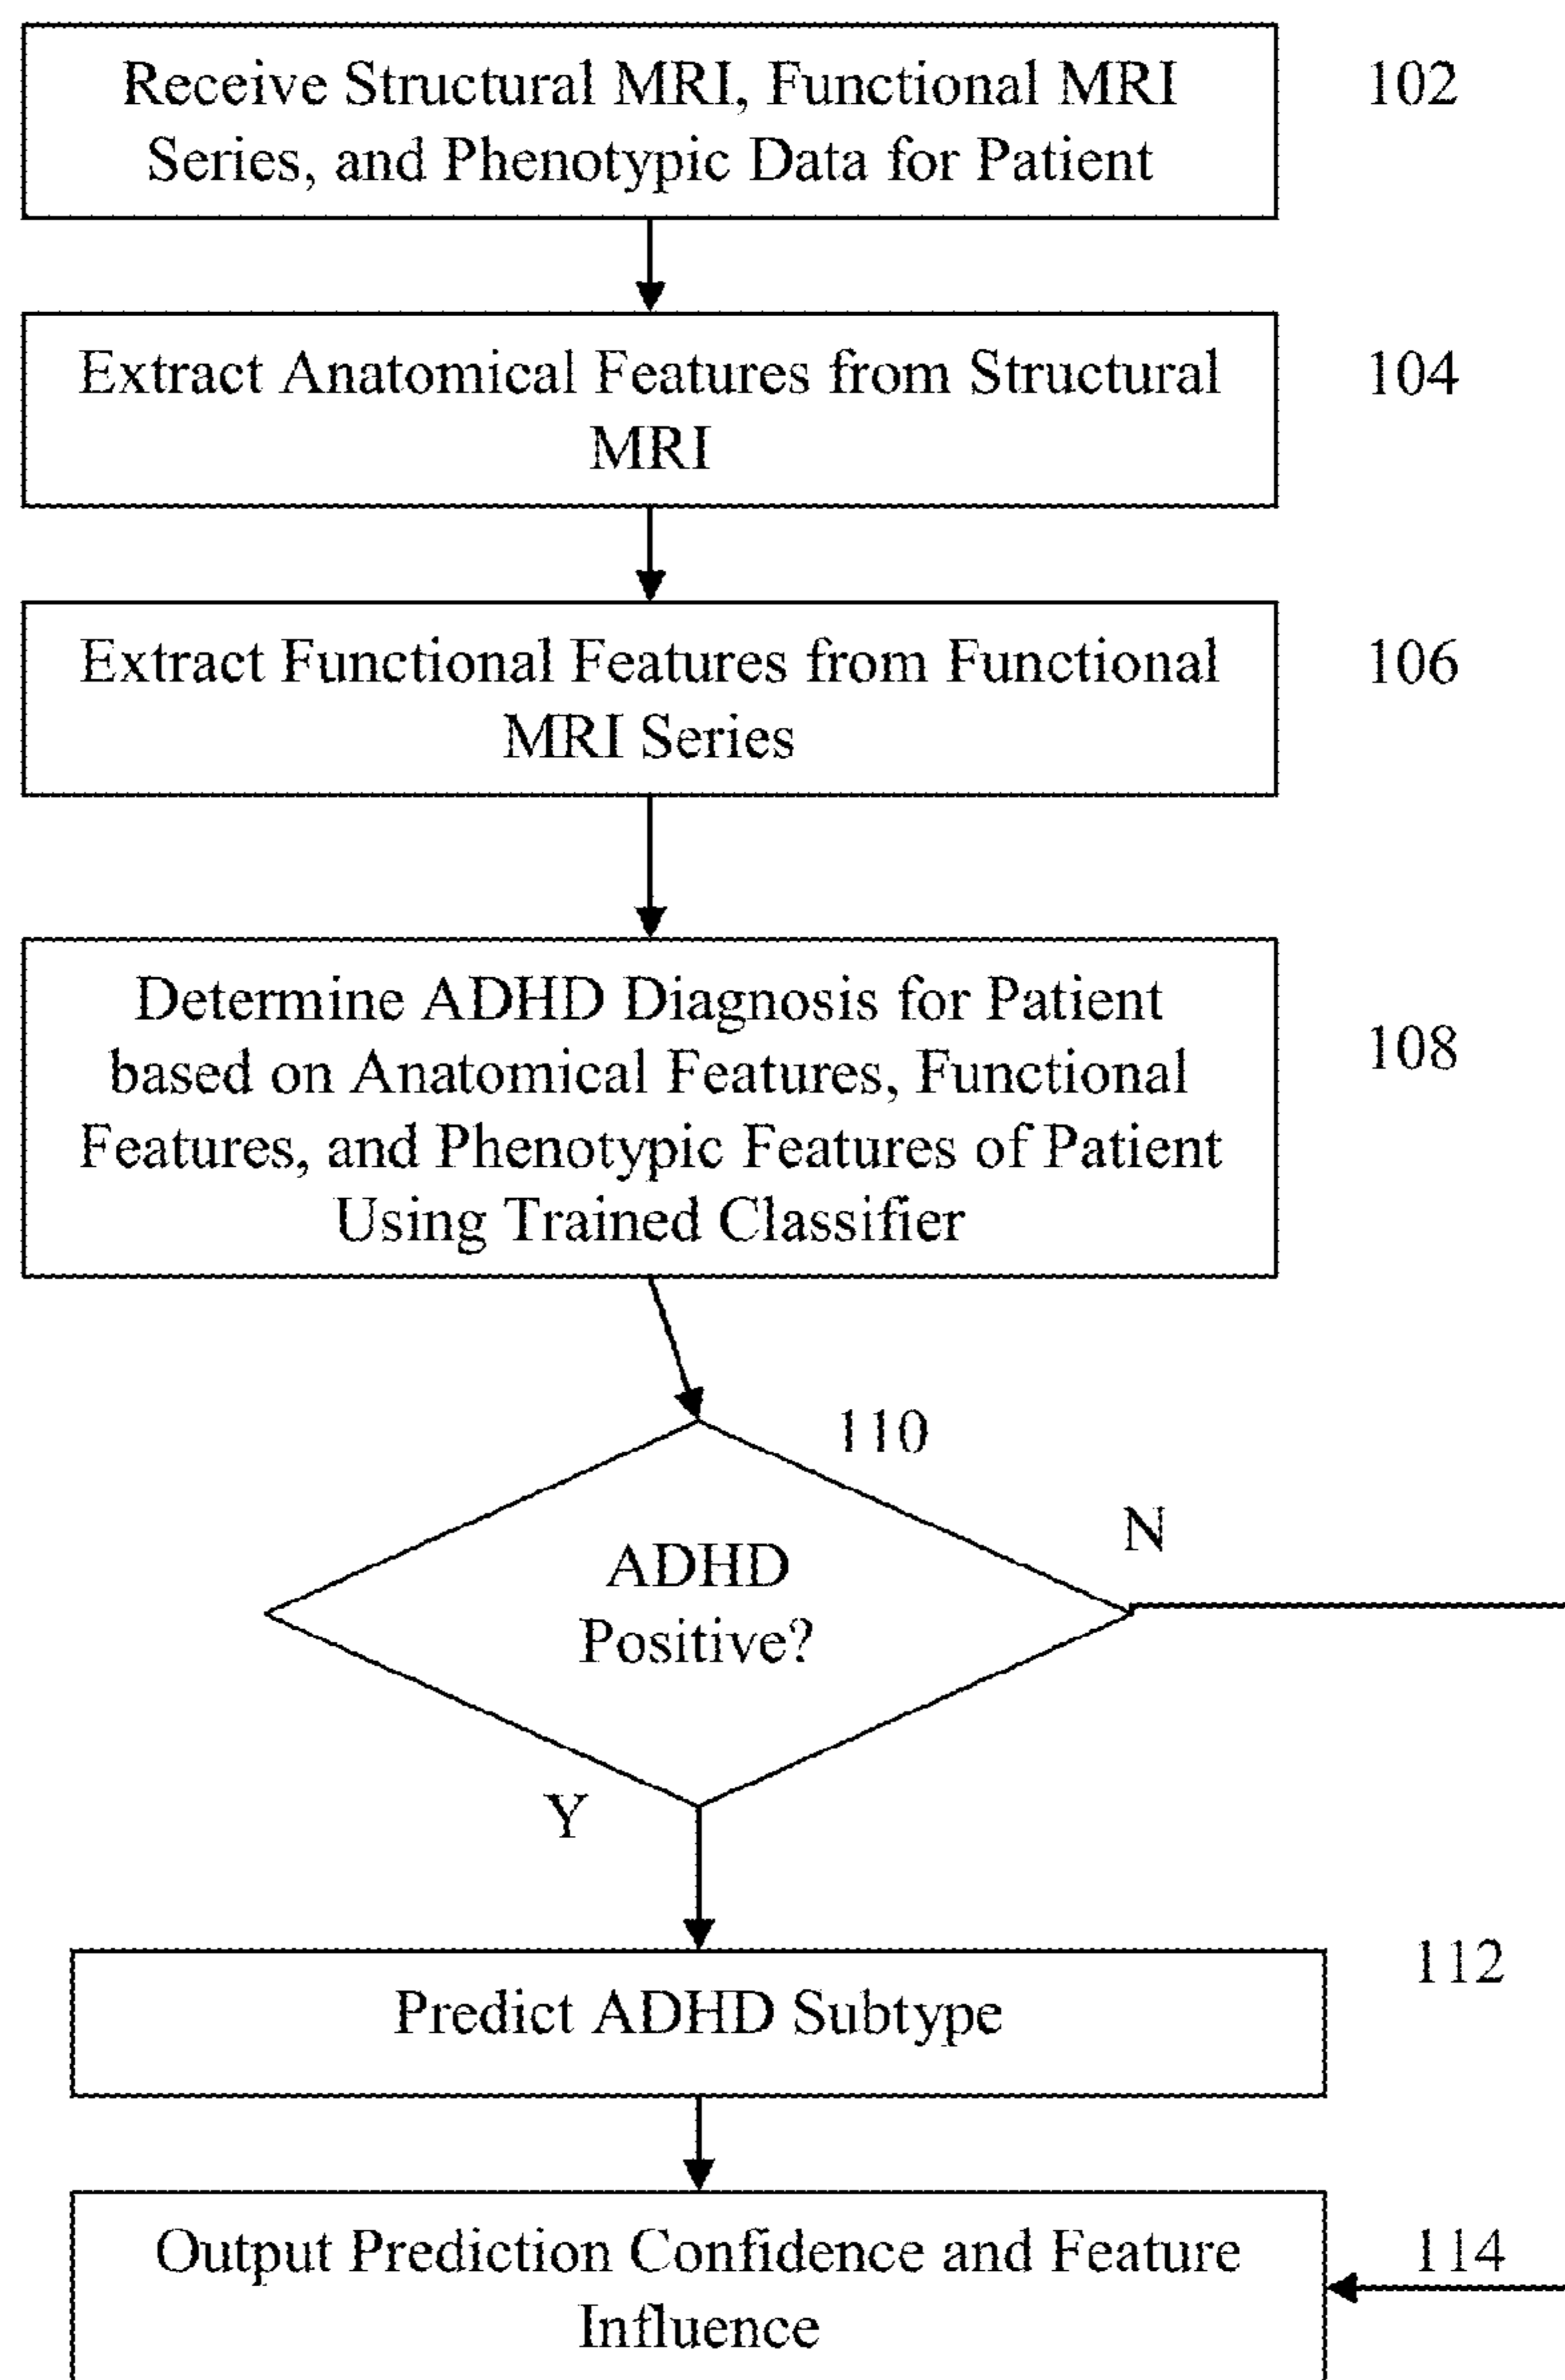 Receive Structural MRI, Functional MRI
Series, and Phenotypic Data for Patient
102
Extract Anatomical Features from Structural
MRI
104
Extract Functional Features from Functional
MRI Series
106
Determine ADHD Diagnosis for Patient
based on Anatomical Features, Functional
Features, and Phenotypic Features of Patient
Using Trained Classifier
108
110
ADHD
Positive?
N
Y
Predict ADHD Subtype
112
Output Prediction Confidence and Feature
Influence
114